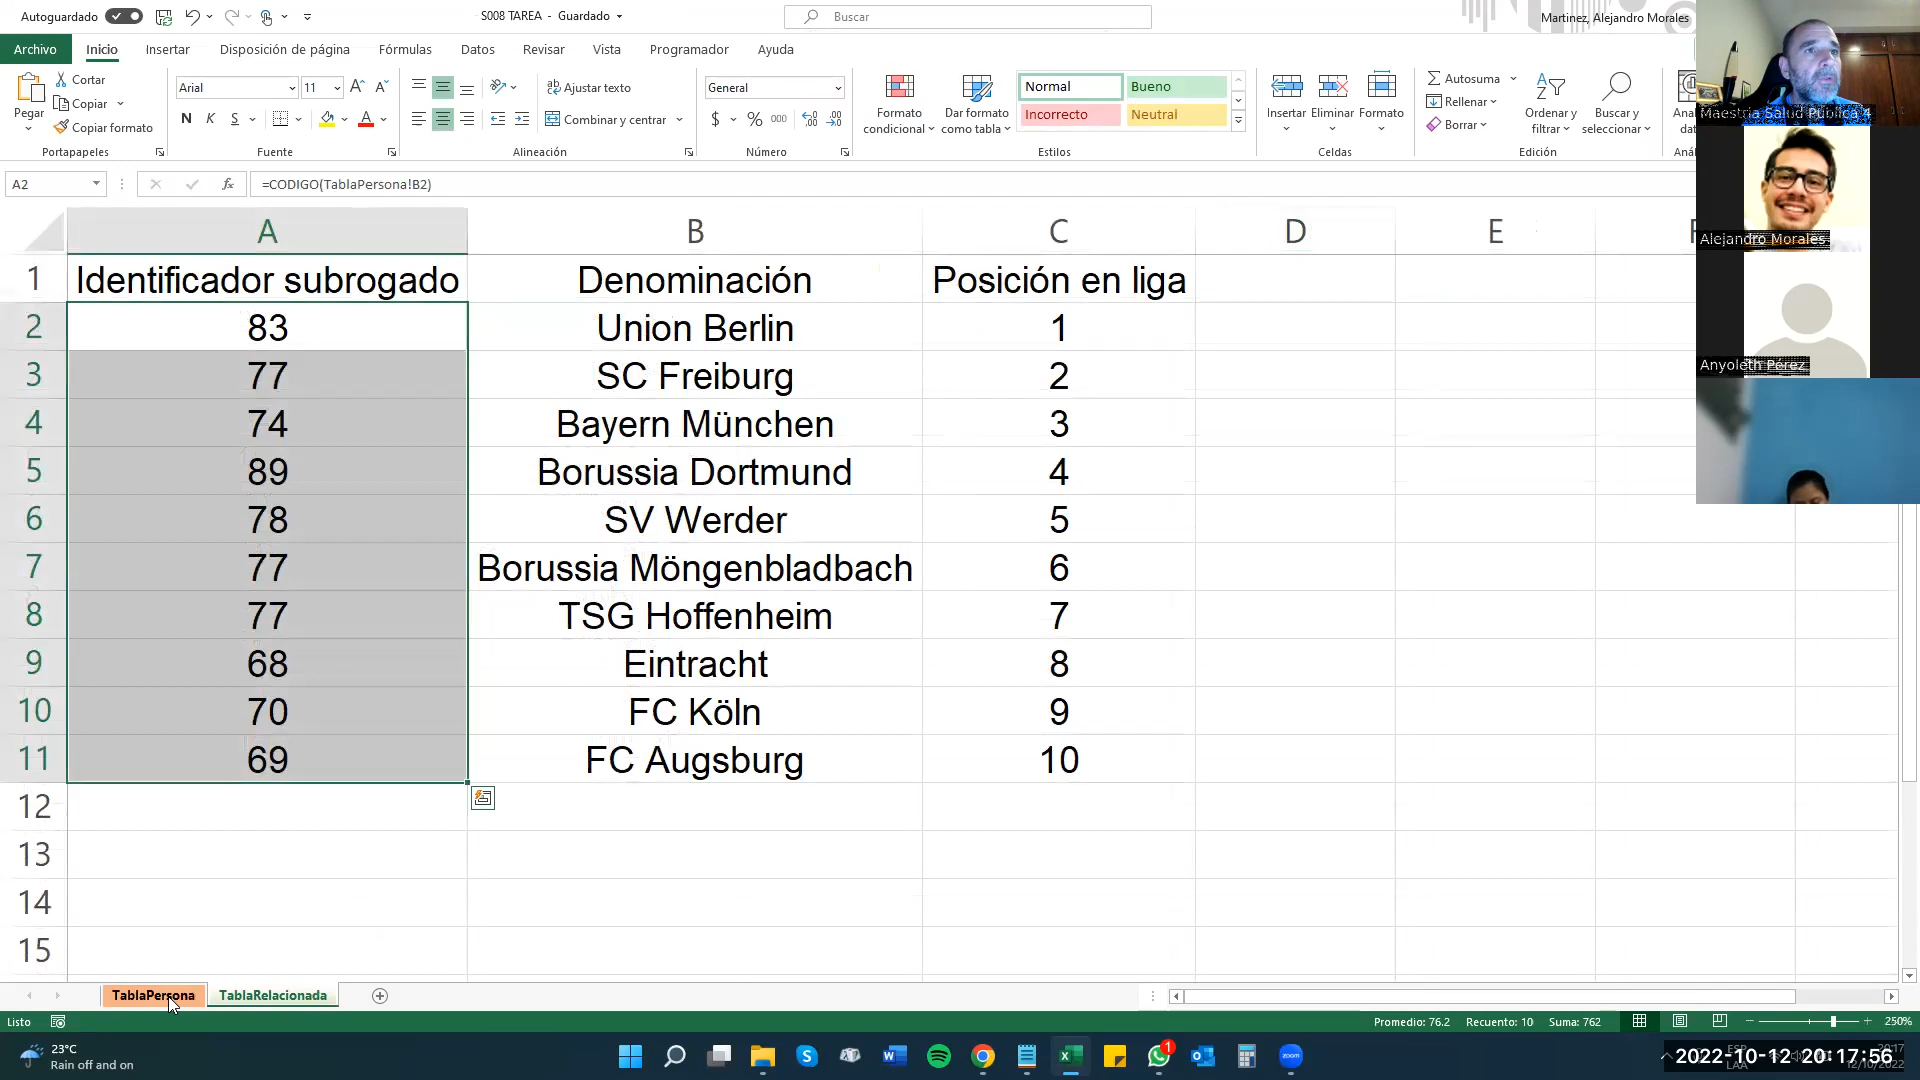 Autoguardado
S008 TAREA - Guardado
Buscar
Martinez, Alejandro Morales
Archivo Inicio Insertar Disposición de página Fórmulas Datos Revisar Vista Programador Ayuda
Pegar
Cortar
Copiar
Copiar formato
Portapapeles
Arial 11
N K S
Fuente
Ajustar texto
Combinar y centrar
Alineación
General
$ % 000
Número
Formato condicional
Dar formato como tabla
Normal Bueno
Incorrecto Neutral
Estilos
Insertar Eliminar Formato
Celdas
Autosuma
Rellenar
Borrar
Ordenar y filtrar
Buscar y seleccionar
Edición
A2 fx =CODIGO(TablaPersona!B2)
A B C D E
1 Identificador subrogado Denominación Posición en liga
2 83 Union Berlin 1
3 77 SC Freiburg 2
4 74 Bayern München 3
5 89 Borussia Dortmund 4
6 78 SV Werder 5
7 77 Borussia Möngenbladbach 6
8 77 TSG Hoffenheim 7
9 68 Eintracht 8
10 70 FC Köln 9
11 69 FC Augsburg 10
12
13
14
15
Maestria Salud Publica 4
Alejandro Morales
Anyoleth Pérez
TablaPersona TablaRelacionada
Listo
Promedio: 76.2 Recuento: 10 Suma: 762
250%
23°C
Rain off and on
zoom
1
2022-10-12 20:17:56